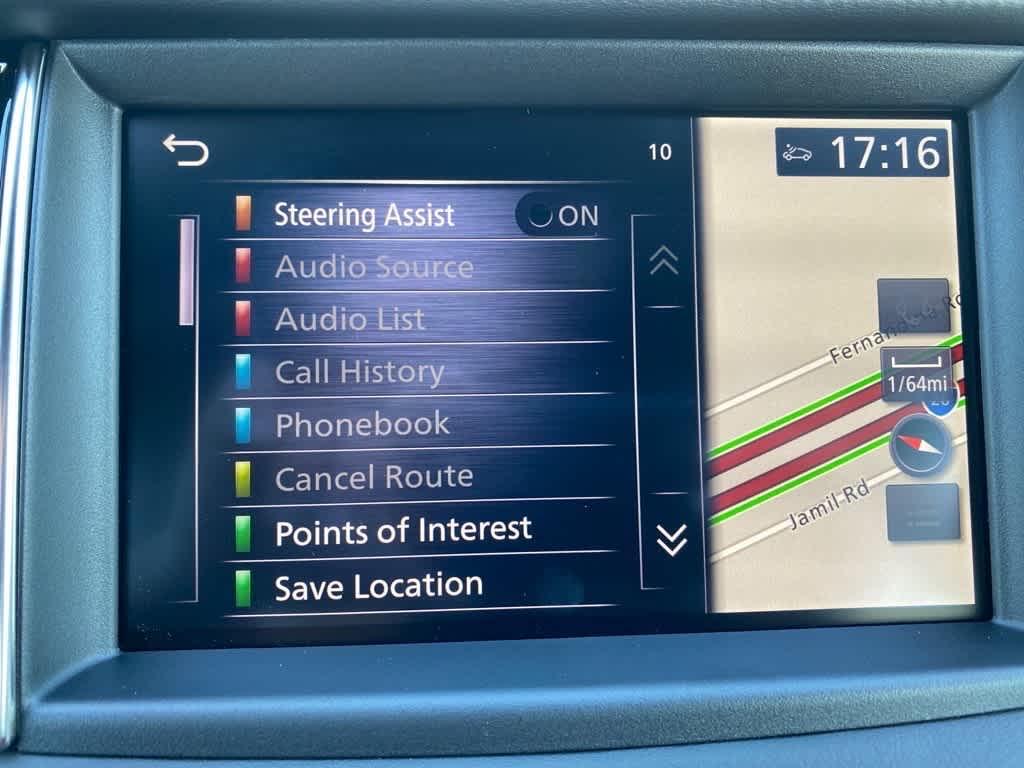 10
17:16
Steering Assist ON
Audio Source
Audio List
Call History
Phonebook
Cancel Route
Points of Interest
Save Location
Rd
1/64mi
Jamil Rd